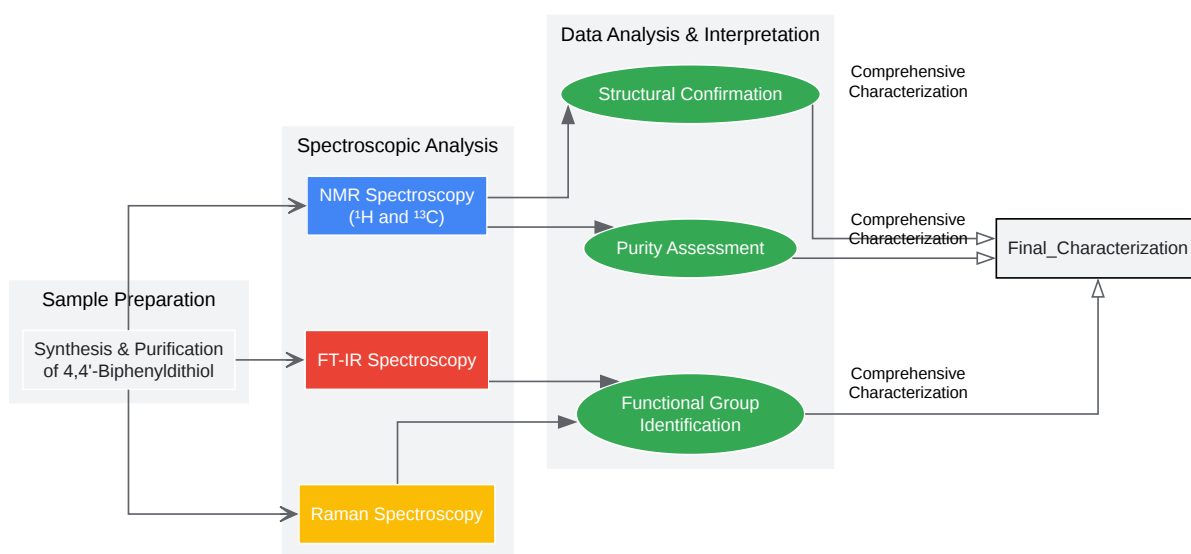 Data Analysis & Interpretation
Structural Confirmation
Comprehensive
Characterization
Spectroscopic Analysis
NMR Spectroscopy
(¹H and ¹³C)
Purity Assessment
Comprehensive
Characterization
Final_Characterization
Sample Preparation
Synthesis & Purification
of 4,4'-Biphenyldithiol
FT-IR Spectroscopy
Functional Group
Identification
Comprehensive
Characterization
Raman Spectroscopy